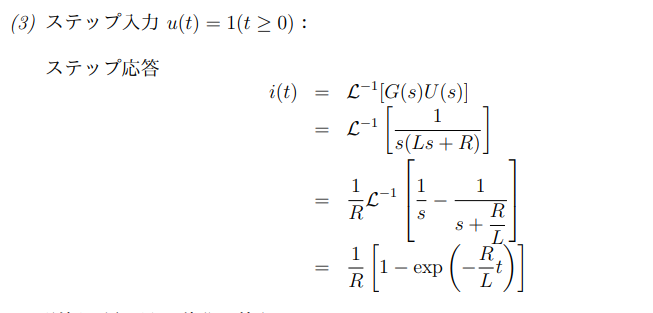 (3) ステップ入力 u(t) = 1(t ≥ 0) :
ステップ応答
i(t) = ℒ⁻¹[G(s)U(s)]
= ℒ⁻¹ [ 1 / s(Ls + R) ]
= 1/R ℒ⁻¹ [ 1/s − 1 / (s + R/L) ]
= 1/R [ 1 − exp ( −R/L t ) ]